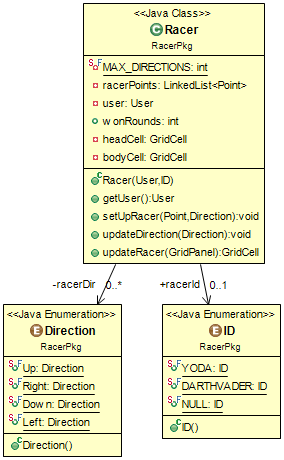 <<Java Class>>
Racer
RacerPkg
MAX_DIRECTIONS: int
racerPoints: LinkedList<Point>
user: User
wonRounds: int
headCell: GridCell
bodyCell: GridCell
Racer(User,ID)
getUser():User
setUpRacer(Point,Direction):void
updateDirection(Direction):void
updateRacer(GridPanel):GridCell
-racerDir 0..* +racerId 0..1
<<Java Enumeration>>
Direction
RacerPkg
Up: Direction
Right: Direction
Down: Direction
Left: Direction
Direction()
<<Java Enumeration>>
ID
RacerPkg
YODA: ID
DARTHVADER: ID
NULL: ID
ID()